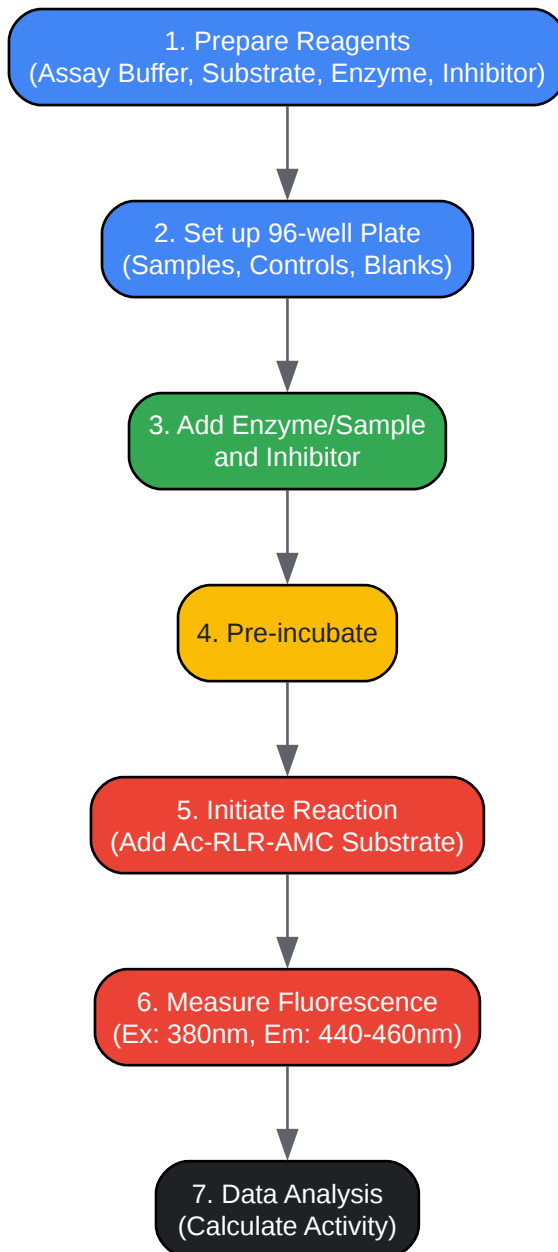 1. Prepare Reagents
(Assay Buffer, Substrate, Enzyme, Inhibitor)
2. Set up 96-well Plate
(Samples, Controls, Blanks)
3. Add Enzyme/Sample
and Inhibitor
4. Pre-incubate
5. Initiate Reaction
(Add Ac-RLR-AMC Substrate)
6. Measure Fluorescence
(Ex: 380nm, Em: 440-460nm)
7. Data Analysis
(Calculate Activity)